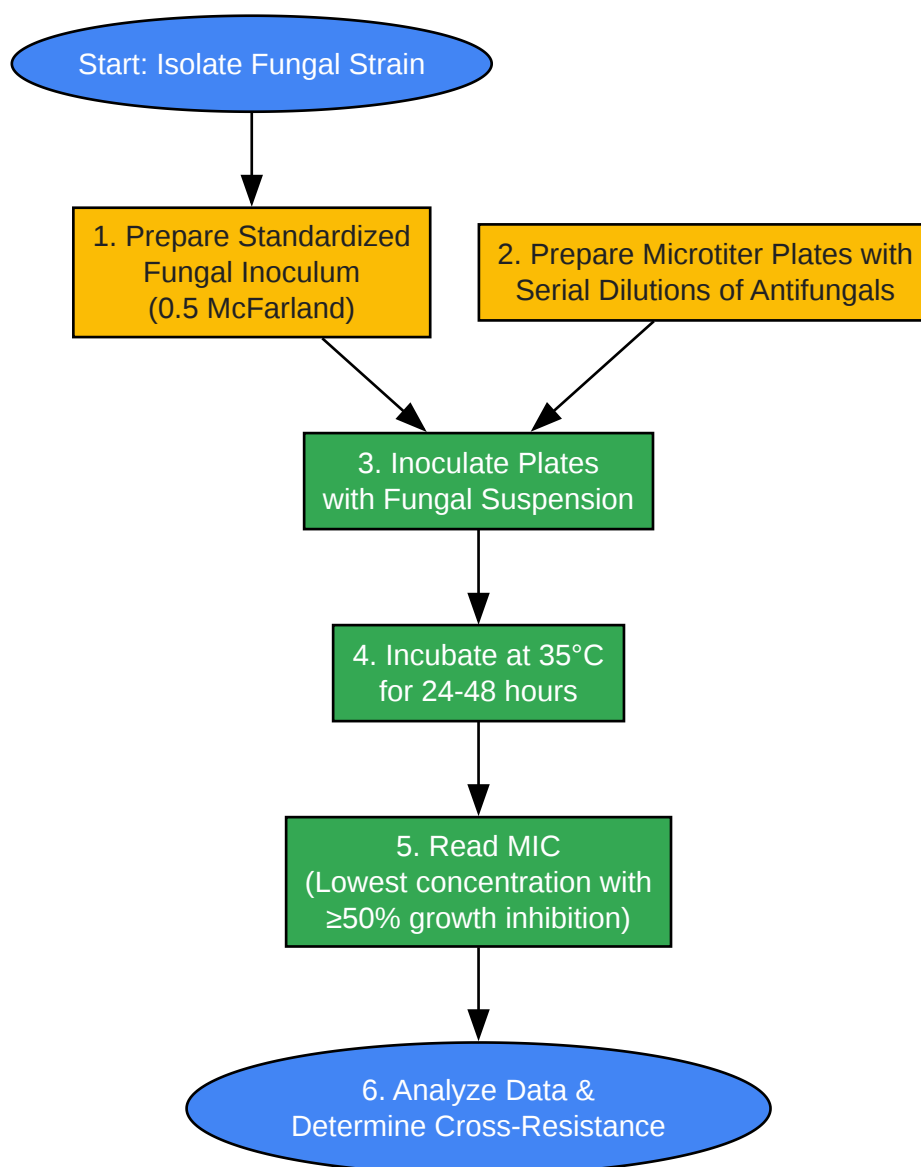 Start: Isolate Fungal Strain
1. Prepare Standardized
Fungal Inoculum
(0.5 McFarland)
2. Prepare Microtiter Plates with
Serial Dilutions of Antifungals
3. Inoculate Plates
with Fungal Suspension
4. Incubate at 35°C
for 24-48 hours
5. Read MIC
(Lowest concentration with
≥50% growth inhibition)
6. Analyze Data &
Determine Cross-Resistance